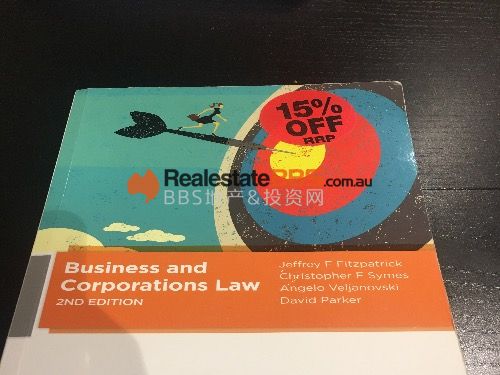 15%
OFF
RRP
RealestateBBS.com.au
BBS地产&投资网
Business and
Corporations Law
2ND EDITION
Jeffrey F Fitzpatrick
Christopher F Symes
Angelo Veljanovski
David Parker